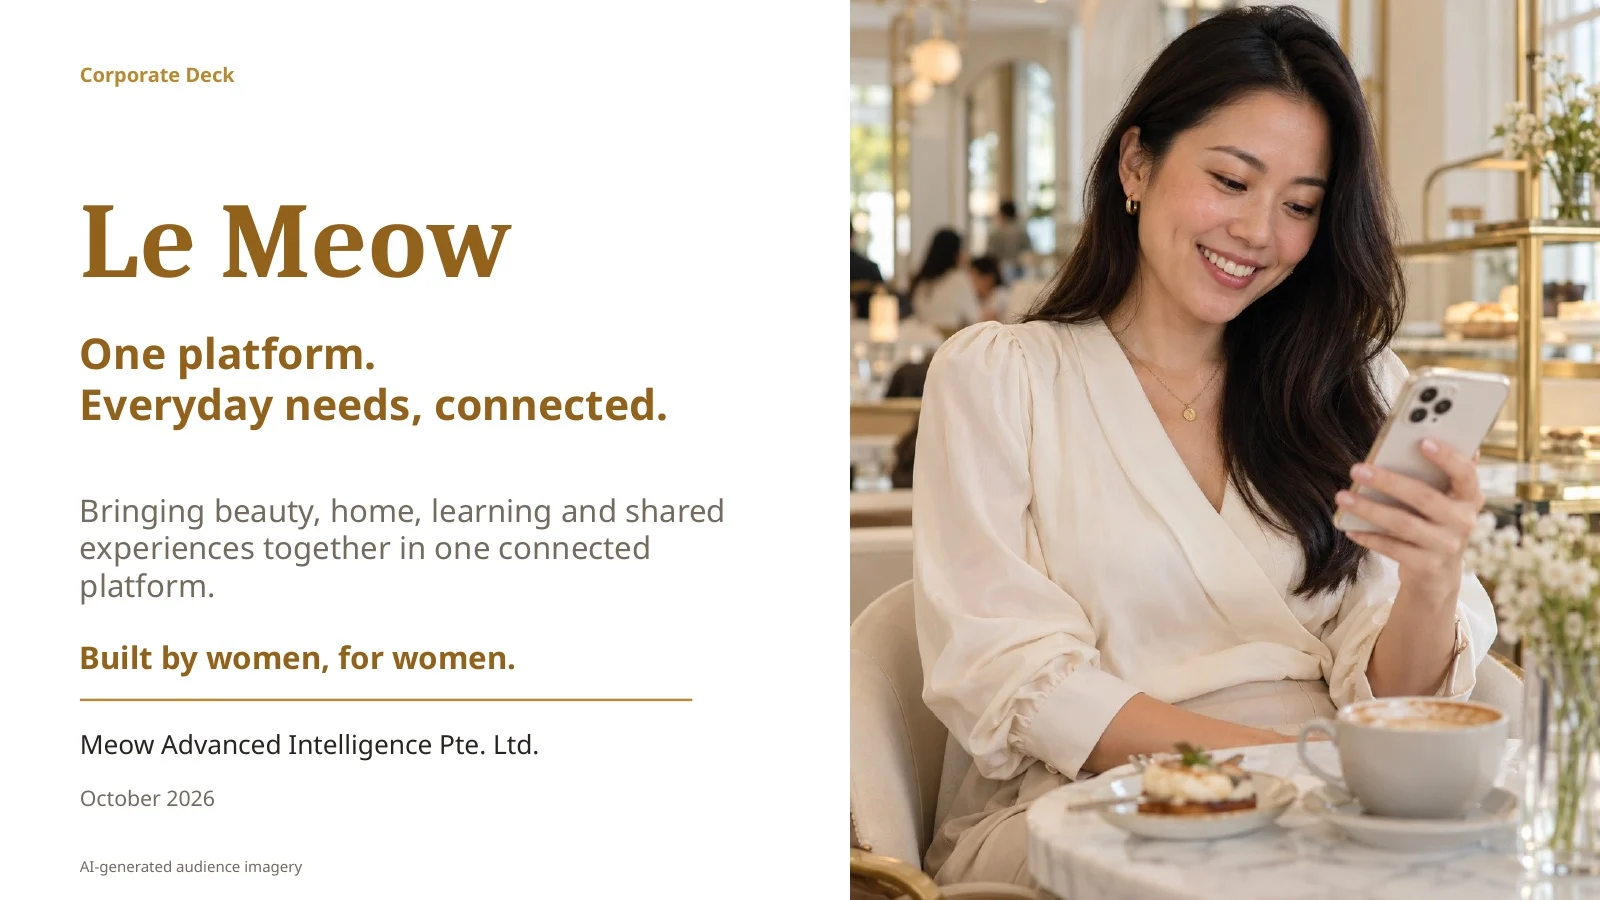 Corporate Deck
Le Meow
One platform.
Everyday needs, connected.
Bringing beauty, home, learning and shared
experiences together in one connected
platform.
Built by women, for women.
Meow Advanced Intelligence Pte. Ltd.
October 2026
AI-generated audience imagery